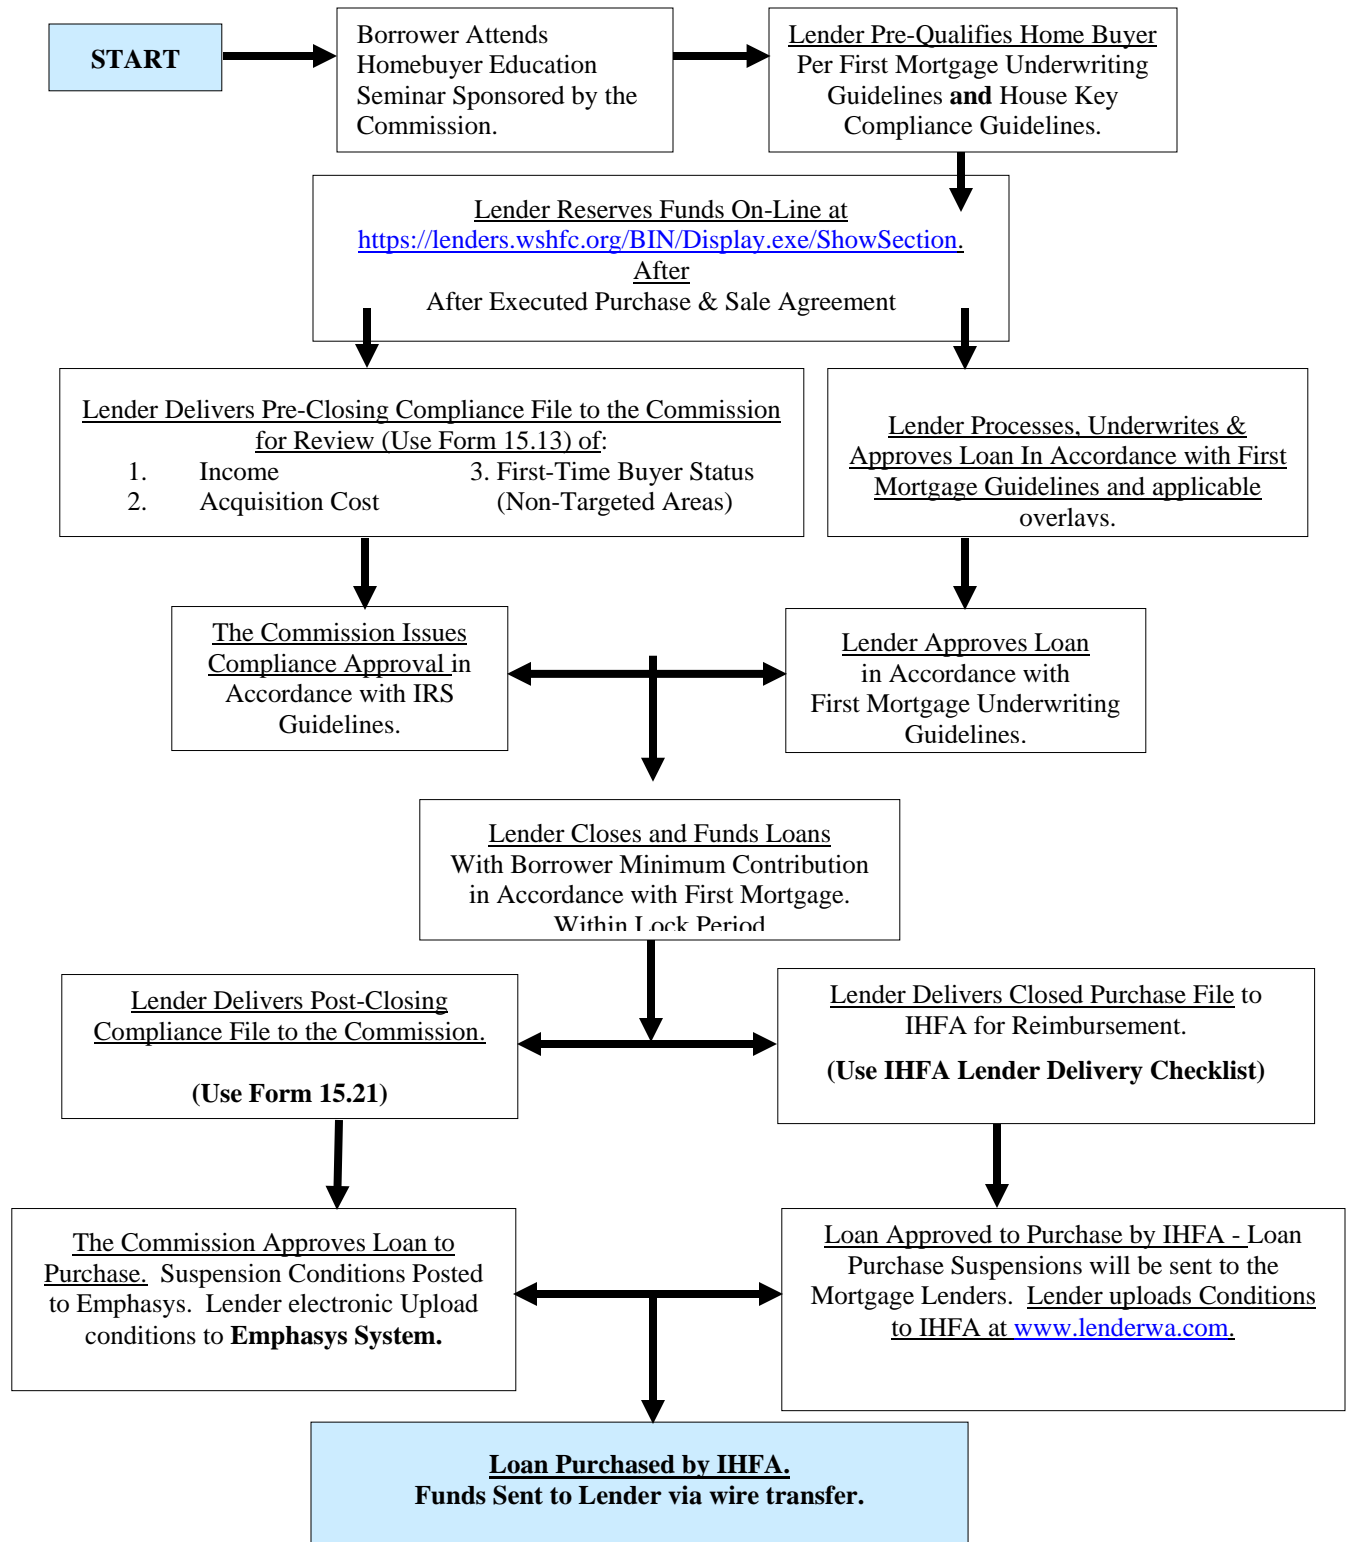 START
Borrower Attends
Homebuyer Education
Seminar Sponsored by the
Commission.
Lender Pre-Qualifies Home Buyer
Per First Mortgage Underwriting
Guidelines and House Key
Compliance Guidelines.
Lender Reserves Funds On-Line at
https://lenders.wshfc.org/BIN/Display.exe/ShowSection.
After
After Executed Purchase & Sale Agreement
Lender Delivers Pre-Closing Compliance File to the Commission
for Review (Use Form 15.13) of:
1. Income 3. First-Time Buyer Status
2. Acquisition Cost (Non-Targeted Areas)
Lender Processes, Underwrites &
Approves Loan In Accordance with First
Mortgage Guidelines and applicable
overlays.
The Commission Issues
Compliance Approval in
Accordance with IRS
Guidelines.
Lender Approves Loan
in Accordance with
First Mortgage Underwriting
Guidelines.
Lender Closes and Funds Loans
With Borrower Minimum Contribution
in Accordance with First Mortgage.
Within Lock Period
Lender Delivers Post-Closing
Compliance File to the Commission.
(Use Form 15.21)
Lender Delivers Closed Purchase File to
IHFA for Reimbursement.
(Use IHFA Lender Delivery Checklist)
The Commission Approves Loan to
Purchase. Suspension Conditions Posted
to Emphasys. Lender electronic Upload
conditions to Emphasys System.
Loan Approved to Purchase by IHFA - Loan
Purchase Suspensions will be sent to the
Mortgage Lenders. Lender uploads Conditions
to IHFA at www.lenderwa.com.
Loan Purchased by IHFA.
Funds Sent to Lender via wire transfer.